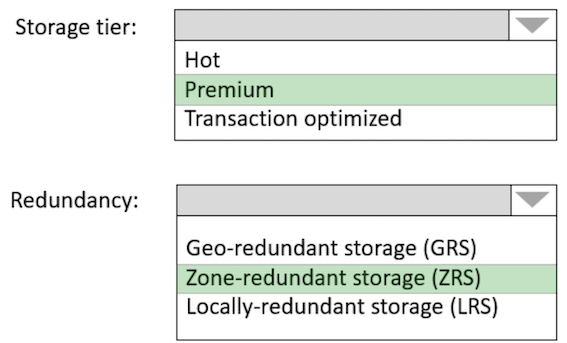 Storage tier:
Hot
Premium
Transaction optimized
Redundancy:
Geo-redundant storage (GRS)
Zone-redundant storage (ZRS)
Locally-redundant storage (LRS)